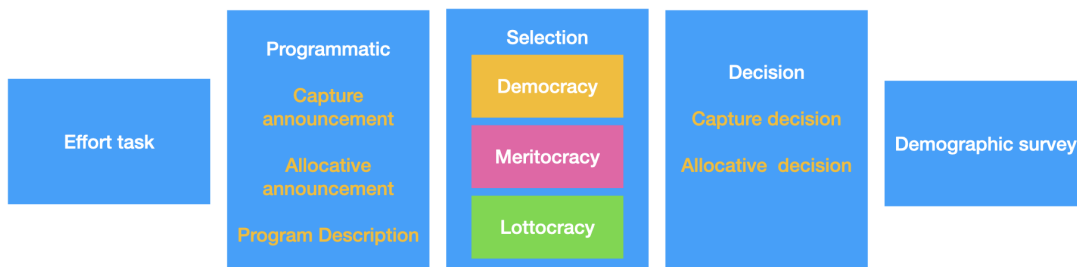 Effort task
Programmatic
Capture
announcement
Allocative
announcement
Program Description
Selection
Democracy
Meritocracy
Lottocracy
Decision
Capture decision
Allocative decision
Demographic survey